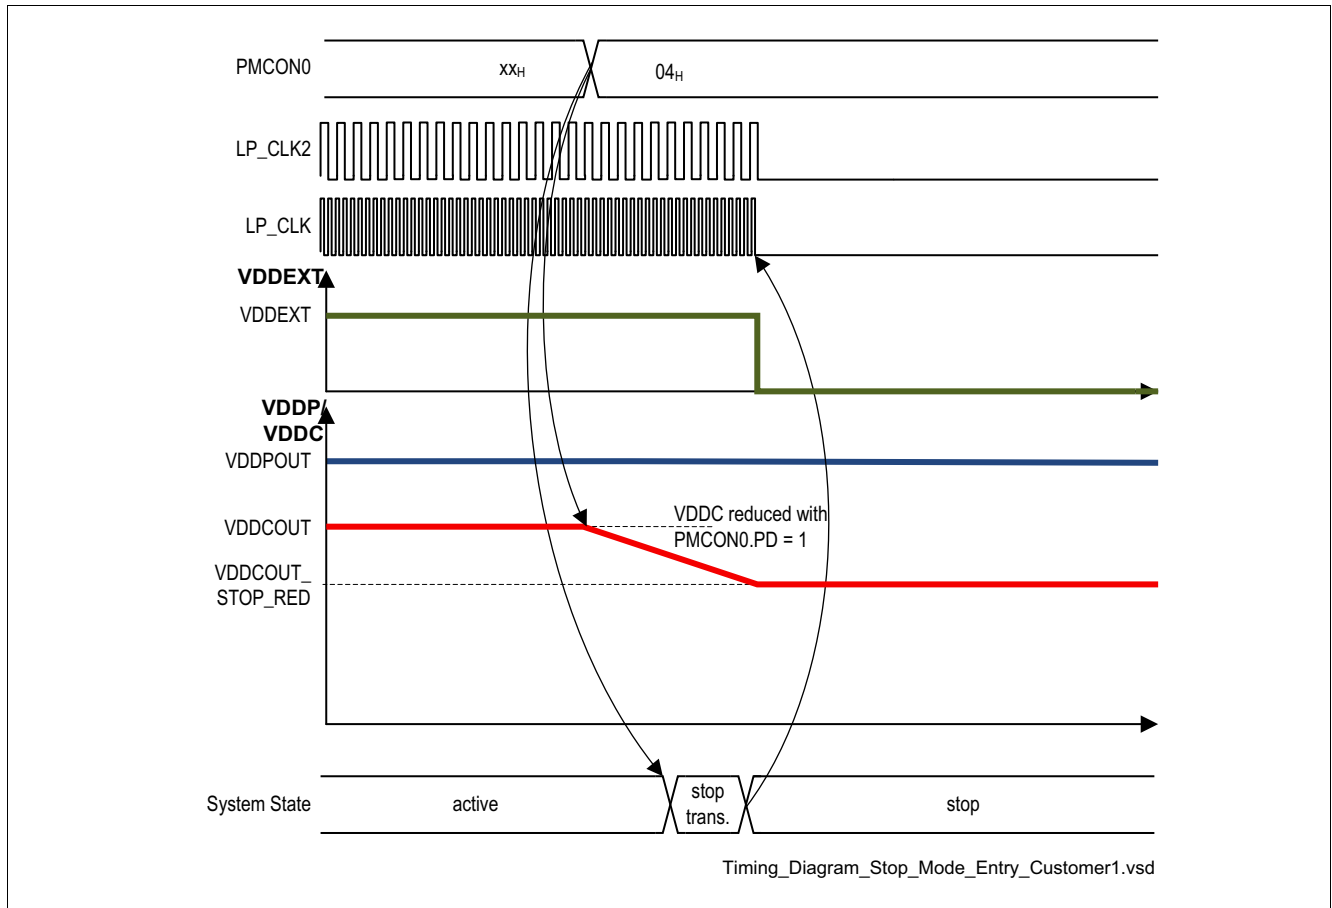 PMCON0
xxH
04H
LP_CLK2
LP_CLK
VDDEXT
VDDEXT
VDDP/
VDDC
VDDPOUT
VDDCOUT
VDDC reduced with
PMCON0.PD = 1
VDDCOUT_
STOP_RED
System State
active
stop
trans.
stop
Timing_Diagram_Stop_Mode_Entry_Customer1.vsd